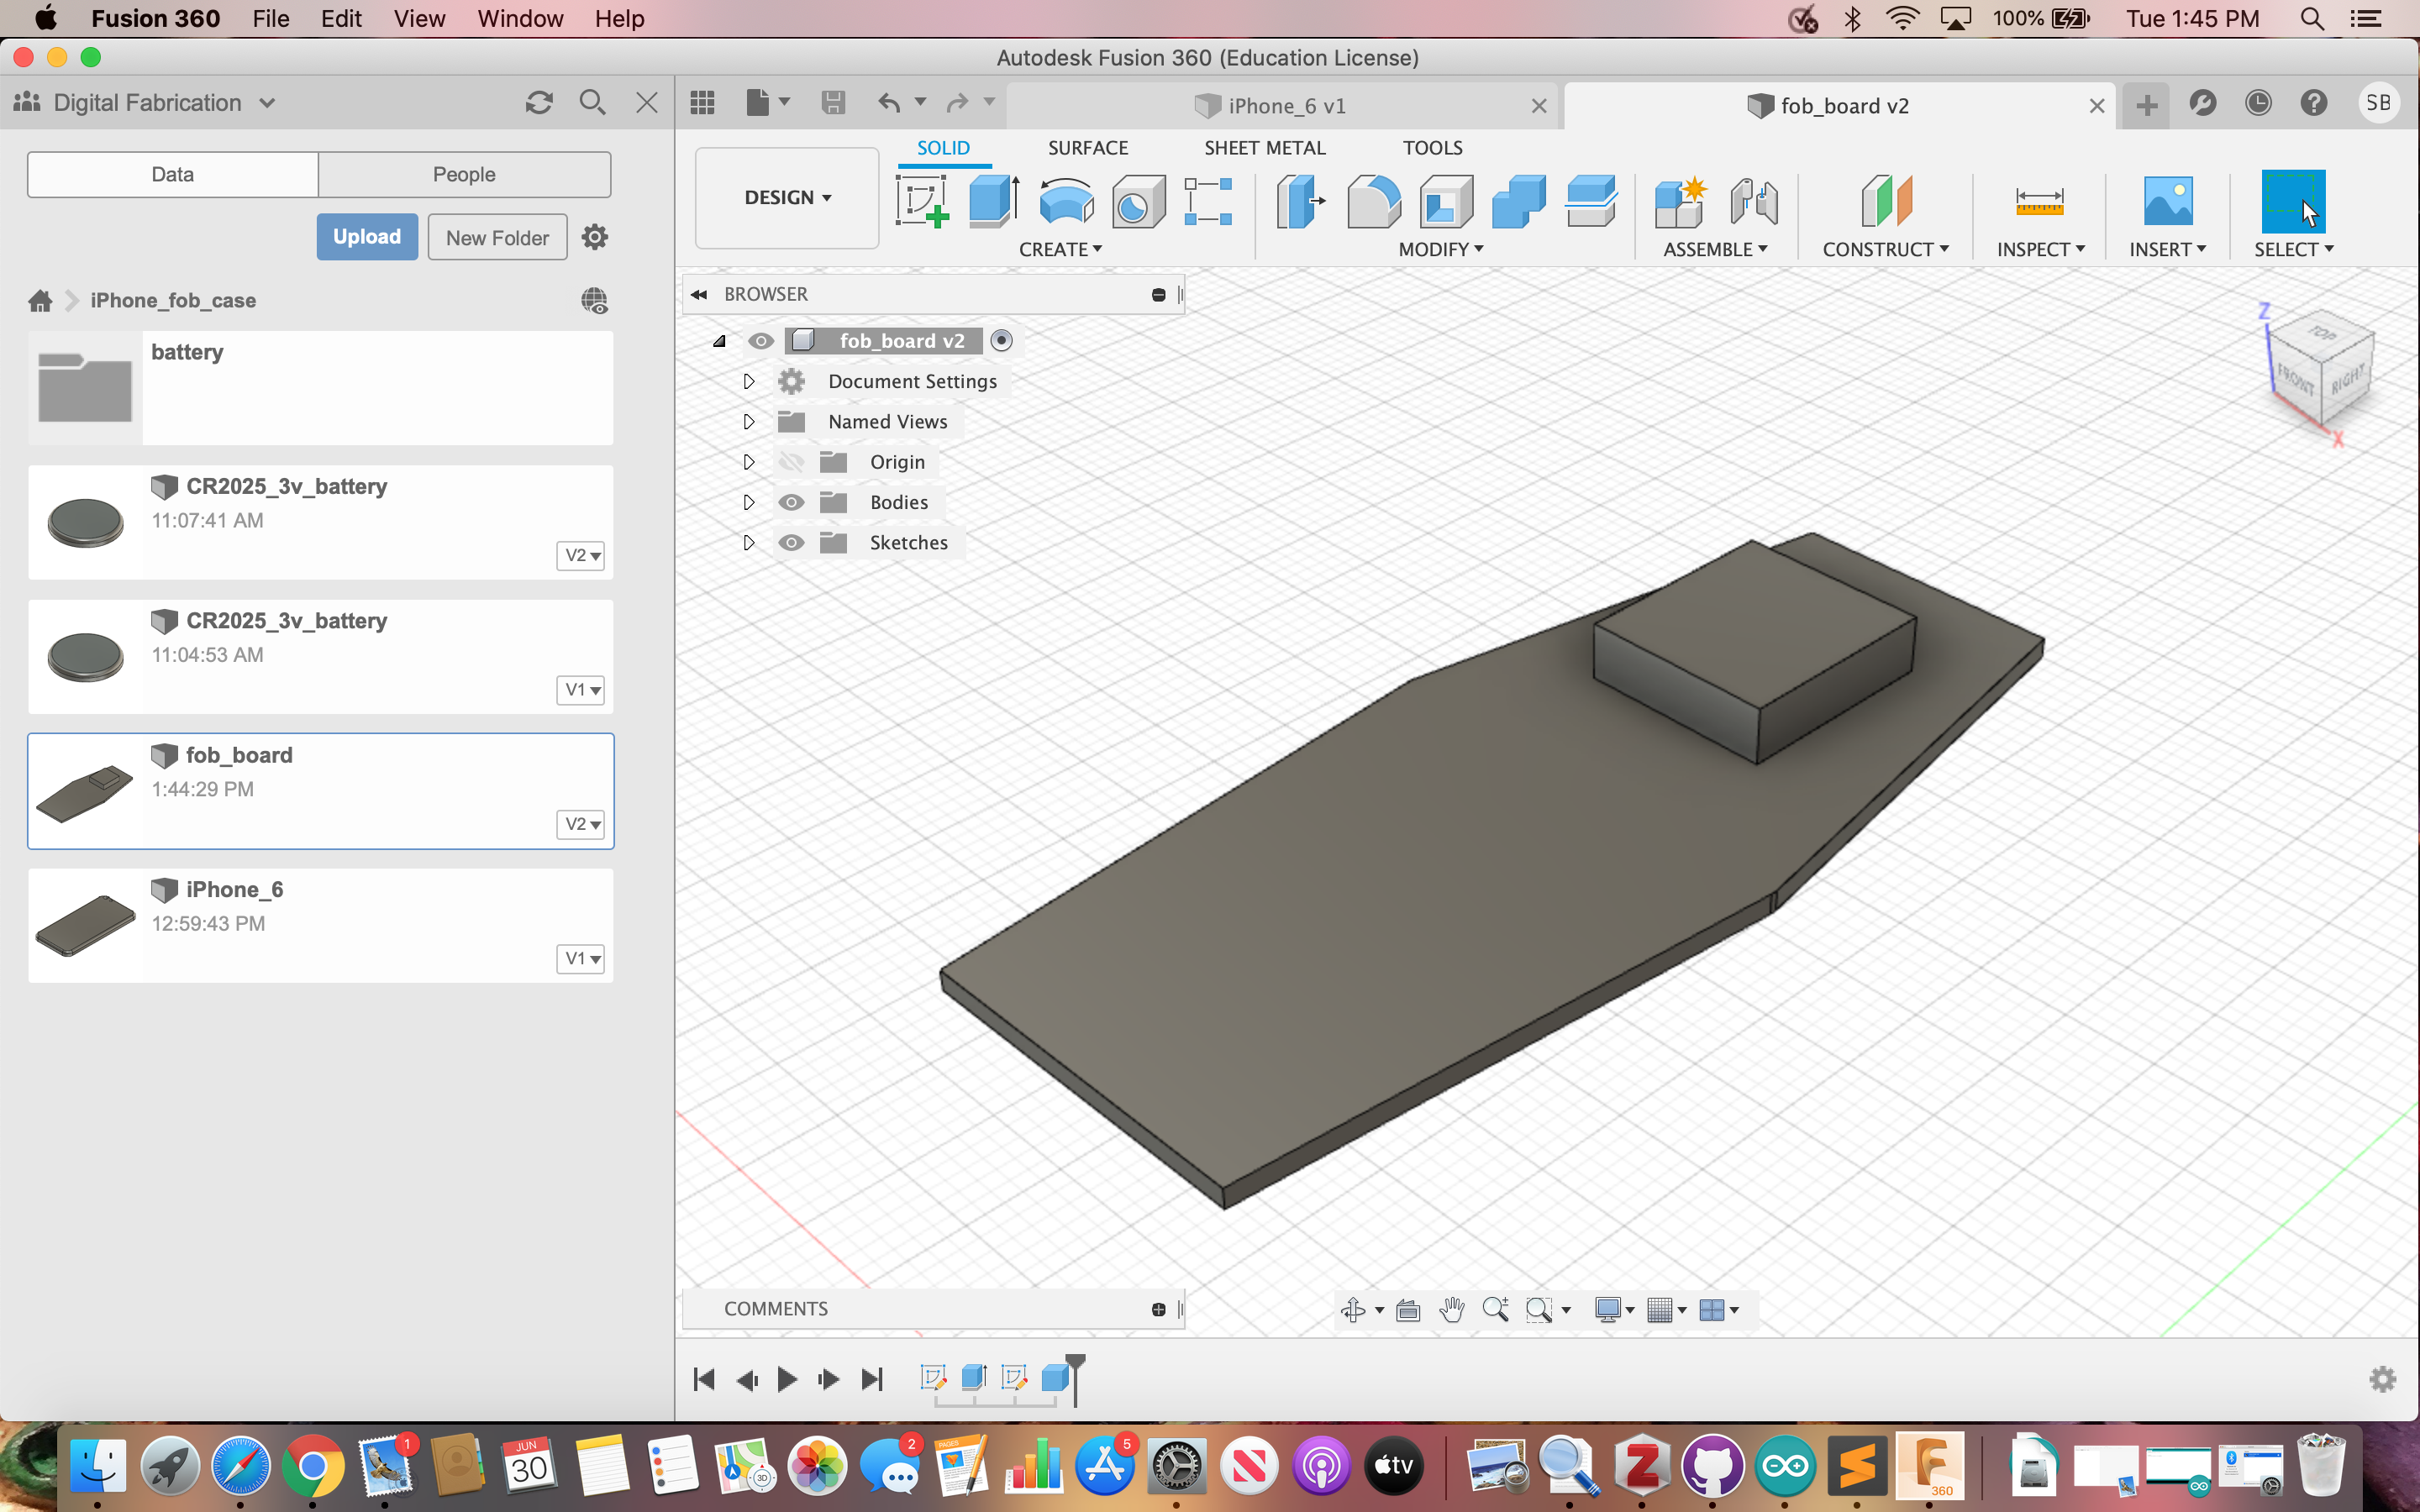 Fusion 360 File Edit View Window Help 100% Tue 1:45 PM
Autodesk Fusion 360 (Education License)
Digital Fabrication
iPhone_6 v1
fob_board v2
SB
Data People
Upload New Folder
iPhone_fob_case
battery
CR2025_3v_battery
11:07:41 AM
V2
CR2025_3v_battery
11:04:53 AM
V1
fob_board
1:44:29 PM
V2
iPhone_6
12:59:43 PM
V1
DESIGN
SOLID SURFACE SHEET METAL TOOLS
CREATE MODIFY ASSEMBLE CONSTRUCT INSPECT INSERT SELECT
BROWSER
fob_board v2
Document Settings
Named Views
Origin
Bodies
Sketches
Z
TOP
FRONT
RIGHT
X
COMMENTS
1
JUN
30
3D
2
PAGES
5
tv
360